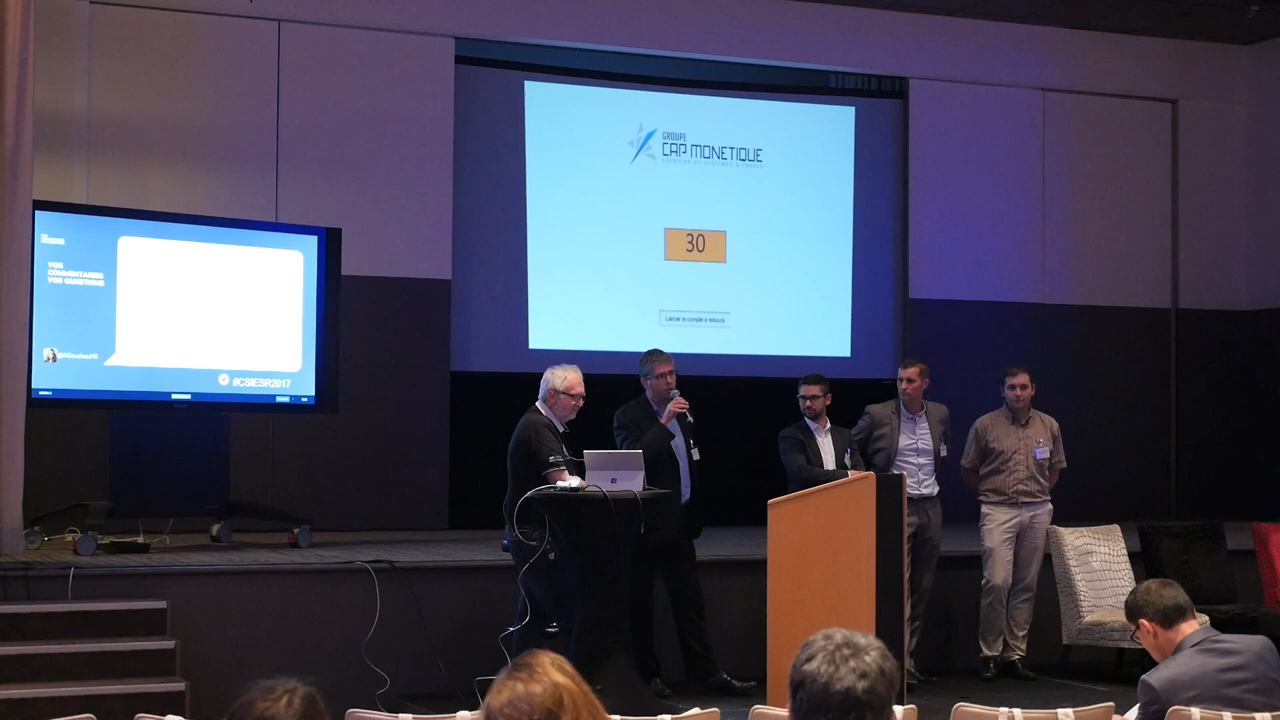 GROUPE
CAP MONETIQUE
30
Lancer le compte à rebours
VOS
COMMENTAIRES
VOS QUESTIONS
#CSIESR2017